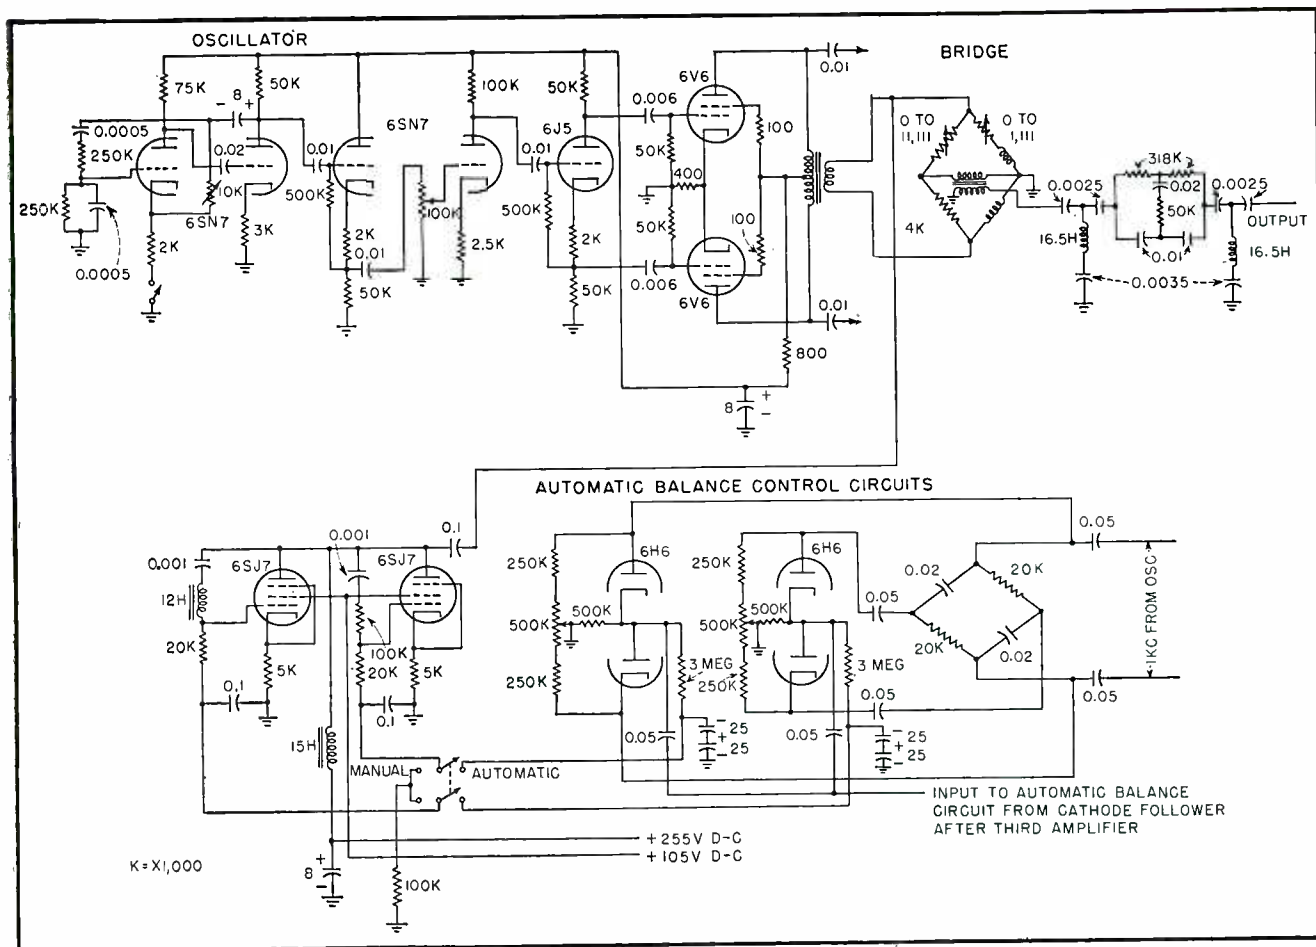 OSCILLATOR
BRIDGE
75K
50K
- 8 +
0.0005
250K
0.02
10K
6SN7
250K
0.0005
2K
3K
0.01
500K
6SN7
2K
0.01
50K
100K
100K
2.5K
0.01
500K
50K
6J5
2K
50K
0.006
0.006
50K
400
50K
6V6
6V6
100
100
0.01
0.01
800
8 + -
0 TO 11,111
0 TO 1,111
4K
0.0025
16.5H
318K
0.02
50K
0.01
0.0025
OUTPUT
16.5H
0.0035
AUTOMATIC BALANCE CONTROL CIRCUITS
0.001
12H
20K
6SJ7
5K
0.1
0.001
6SJ7
0.1
100K
20K
5K
0.1
15H
MANUAL
AUTOMATIC
250K
500K
500K
250K
6H6
3 MEG
0.05
- 25
+
- 25
250K
500K
500K
250K
6H6
3 MEG
0.05
- 25
+
- 25
0.05
0.05
0.02
20K
20K
0.02
0.05
0.05
1KC FROM OSC
INPUT TO AUTOMATIC BALANCE
CIRCUIT FROM CATHODE FOLLOWER
AFTER THIRD AMPLIFIER
+255V D-C
+105V D-C
K=X1,000
8 + -
100K